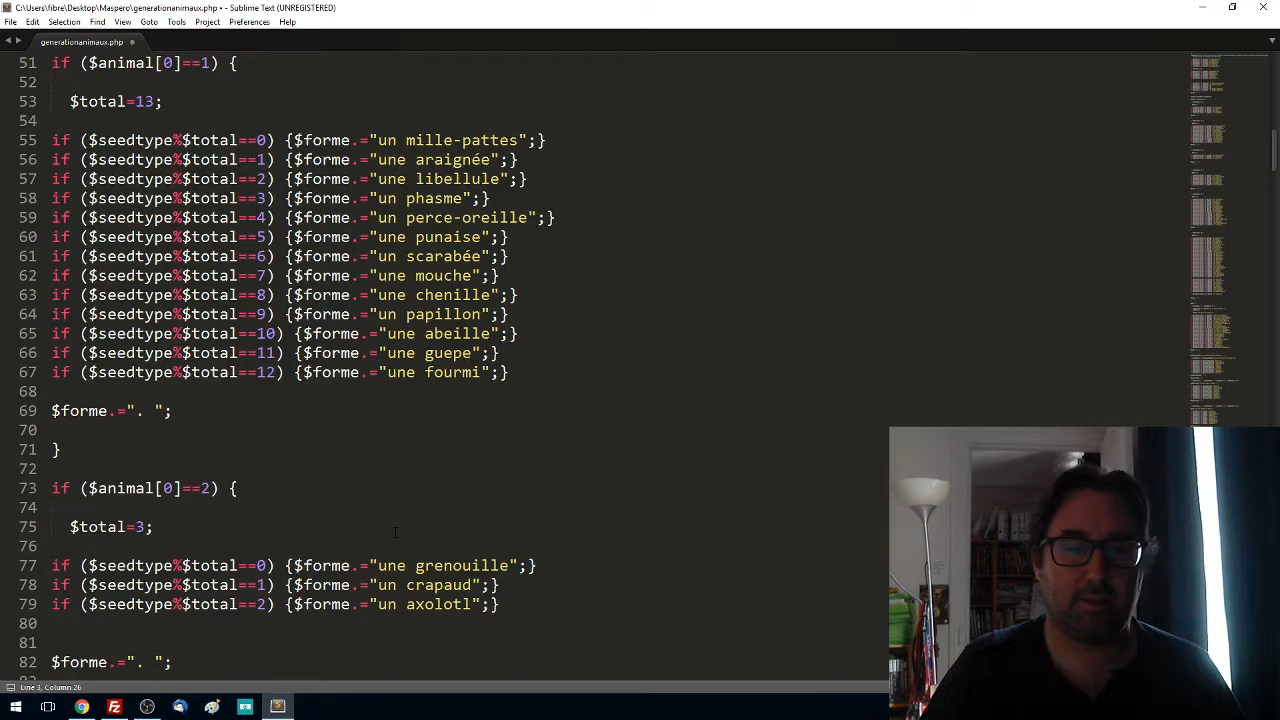 C:\Users\fibre\Desktop\Maspero\generationanimaux.php • - Sublime Text (UNREGISTERED)
File Edit Selection Find View Goto Tools Project Preferences Help
generationanimaux.php
51 if ($animal[0]==1) {
52
53 $total=13;
54
55 if ($seedtype%$total==0) {$forme.="un mille-pattes";}
56 if ($seedtype%$total==1) {$forme.="une araignée";}
57 if ($seedtype%$total==2) {$forme.="une libellule";}
58 if ($seedtype%$total==3) {$forme.="un phasme";}
59 if ($seedtype%$total==4) {$forme.="un perce-oreille";}
60 if ($seedtype%$total==5) {$forme.="une punaise";}
61 if ($seedtype%$total==6) {$forme.="un scarabée";}
62 if ($seedtype%$total==7) {$forme.="une mouche";}
63 if ($seedtype%$total==8) {$forme.="une chenille";}
64 if ($seedtype%$total==9) {$forme.="un papillon";}
65 if ($seedtype%$total==10) {$forme.="une abeille";}
66 if ($seedtype%$total==11) {$forme.="une guepe";}
67 if ($seedtype%$total==12) {$forme.="une fourmi";}
68
69 $forme.=". ";
70
71 }
72
73 if ($animal[0]==2) {
74
75 $total=3;
76
77 if ($seedtype%$total==0) {$forme.="une grenouille";}
78 if ($seedtype%$total==1) {$forme.="un crapaud";}
79 if ($seedtype%$total==2) {$forme.="un axolotl";}
80
81
82 $forme.=". ";
Line 3, Column 26